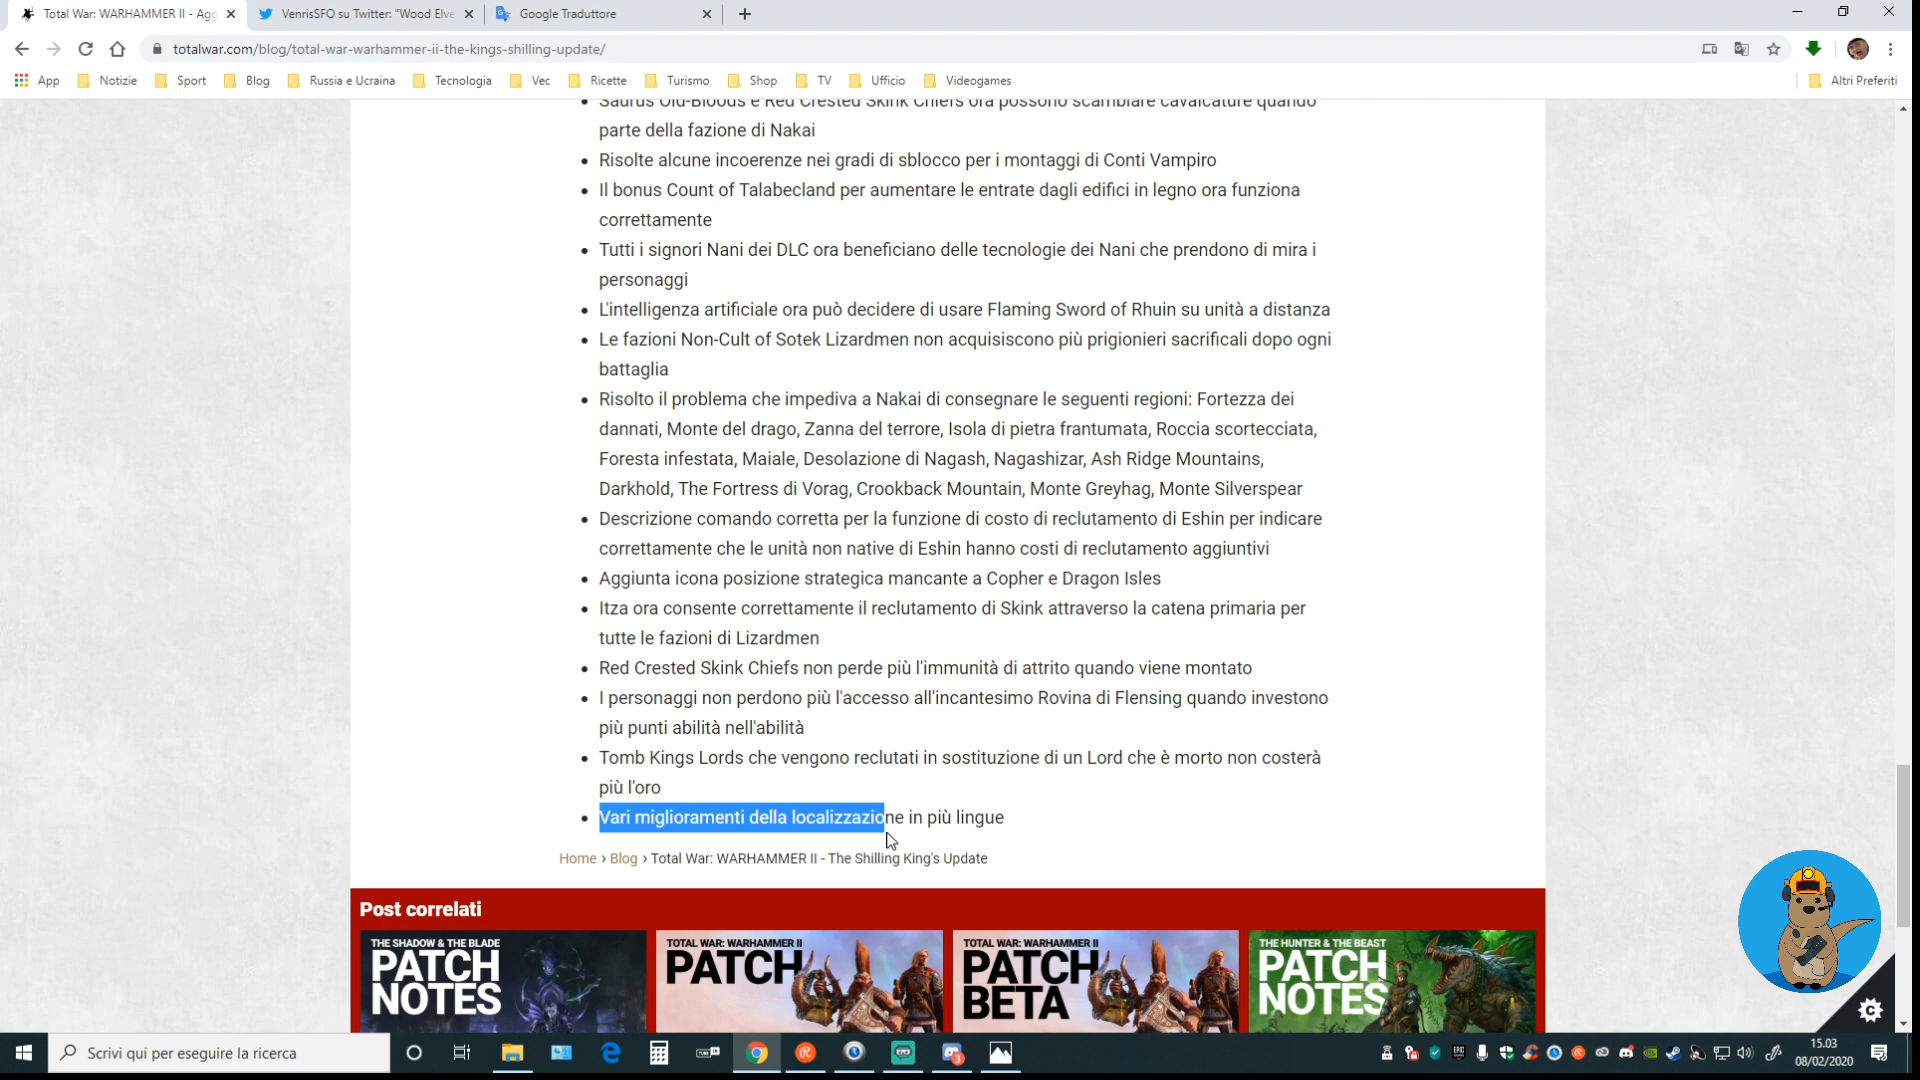 Total War: WARHAMMER II - Agg
VenrisSFO su Twitter: "Wood Elve
Google Traduttore
totalwar.com/blog/total-war-warhammer-ii-the-kings-shilling-update/
App
Notizie
Sport
Blog
Russia e Ucraina
Tecnologia
Vec
Ricette
Turismo
Shop
TV
Ufficio
Videogames
Altri Preferiti
Saurus Old-Bloods e Red Crested Skink Chiefs ora possono scambiare cavalcature quando
parte della fazione di Nakai
Risolte alcune incoerenze nei gradi di sblocco per i montaggi di Conti Vampiro
Il bonus Count of Talabecland per aumentare le entrate dagli edifici in legno ora funziona
correttamente
Tutti i signori Nani dei DLC ora beneficiano delle tecnologie dei Nani che prendono di mira i
personaggi
L'intelligenza artificiale ora può decidere di usare Flaming Sword of Rhuin su unità a distanza
Le fazioni Non-Cult of Sotek Lizardmen non acquisiscono più prigionieri sacrificali dopo ogni
battaglia
Risolto il problema che impediva a Nakai di consegnare le seguenti regioni: Fortezza dei
dannati, Monte del drago, Zanna del terrore, Isola di pietra frantumata, Roccia scortecciata,
Foresta infestata, Maiale, Desolazione di Nagash, Nagashizar, Ash Ridge Mountains,
Darkhold, The Fortress di Vorag, Crookback Mountain, Monte Greyhag, Monte Silverspear
Descrizione comando corretta per la funzione di costo di reclutamento di Eshin per indicare
correttamente che le unità non native di Eshin hanno costi di reclutamento aggiuntivi
Aggiunta icona posizione strategica mancante a Copher e Dragon Isles
Itza ora consente correttamente il reclutamento di Skink attraverso la catena primaria per
tutte le fazioni di Lizardmen
Red Crested Skink Chiefs non perde più l'immunità di attrito quando viene montato
I personaggi non perdono più l'accesso all'incantesimo Rovina di Flensing quando investono
più punti abilità nell'abilità
Tomb Kings Lords che vengono reclutati in sostituzione di un Lord che è morto non costerà
più l'oro
Vari miglioramenti della localizzazione in più lingue
Home › Blog › Total War: WARHAMMER II - The Shilling King's Update
Post correlati
THE SHADOW & THE BLADE
PATCH
NOTES
TOTAL WAR: WARHAMMER II
PATCH
TOTAL WAR: WARHAMMER II
PATCH
BETA
THE HUNTER & THE BEAST
PATCH
NOTES
Scrivi qui per eseguire la ricerca
3
15.03
08/02/2020